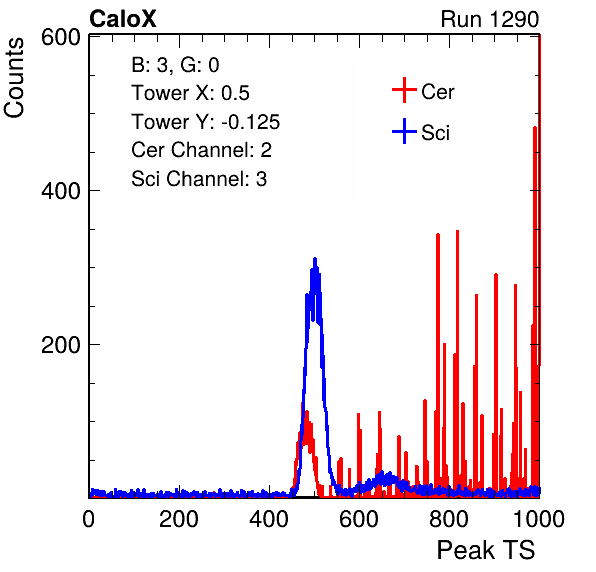 CaloX Run 1290
Counts
600
400
200
B: 3, G: 0
Tower X: 0.5
Tower Y: -0.125
Cer Channel: 2
Sci Channel: 3
Cer
Sci
0 200 400 600 800 1000
Peak TS